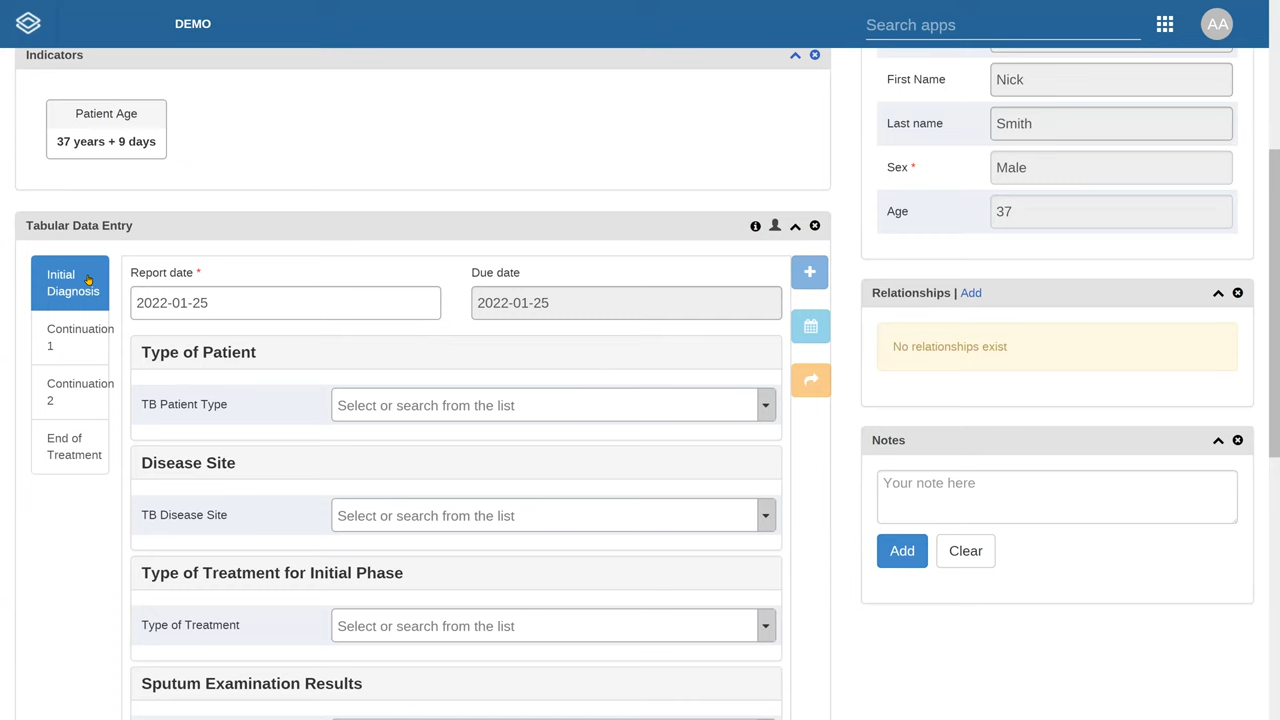 DEMO
Search apps
AA
Indicators
Patient Age
37 years + 9 days
Tabular Data Entry
Initial
Diagnosis
Continuation
1
Continuation
2
End of
Treatment
Report date *
2022-01-25
Due date
2022-01-25
Type of Patient
TB Patient Type
Select or search from the list
Disease Site
TB Disease Site
Select or search from the list
Type of Treatment for Initial Phase
Type of Treatment
Select or search from the list
Sputum Examination Results
First Name
Nick
Last name
Smith
Sex *
Male
Age
37
Relationships | Add
No relationships exist
Notes
Your note here
Add
Clear